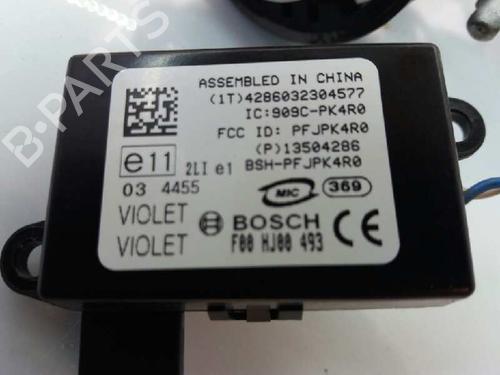 B-Parts
ASSEMBLED IN CHINA
(1T)4286032304577
IC:909C-PK4R0
FCC ID: PFJPK4R0
(P)13504286
BSH-PFJPK4R0
e11 2LI e1
03 4455
MIC 369
VIOLET
VIOLET
BOSCH
F00 HJ00 493
CE